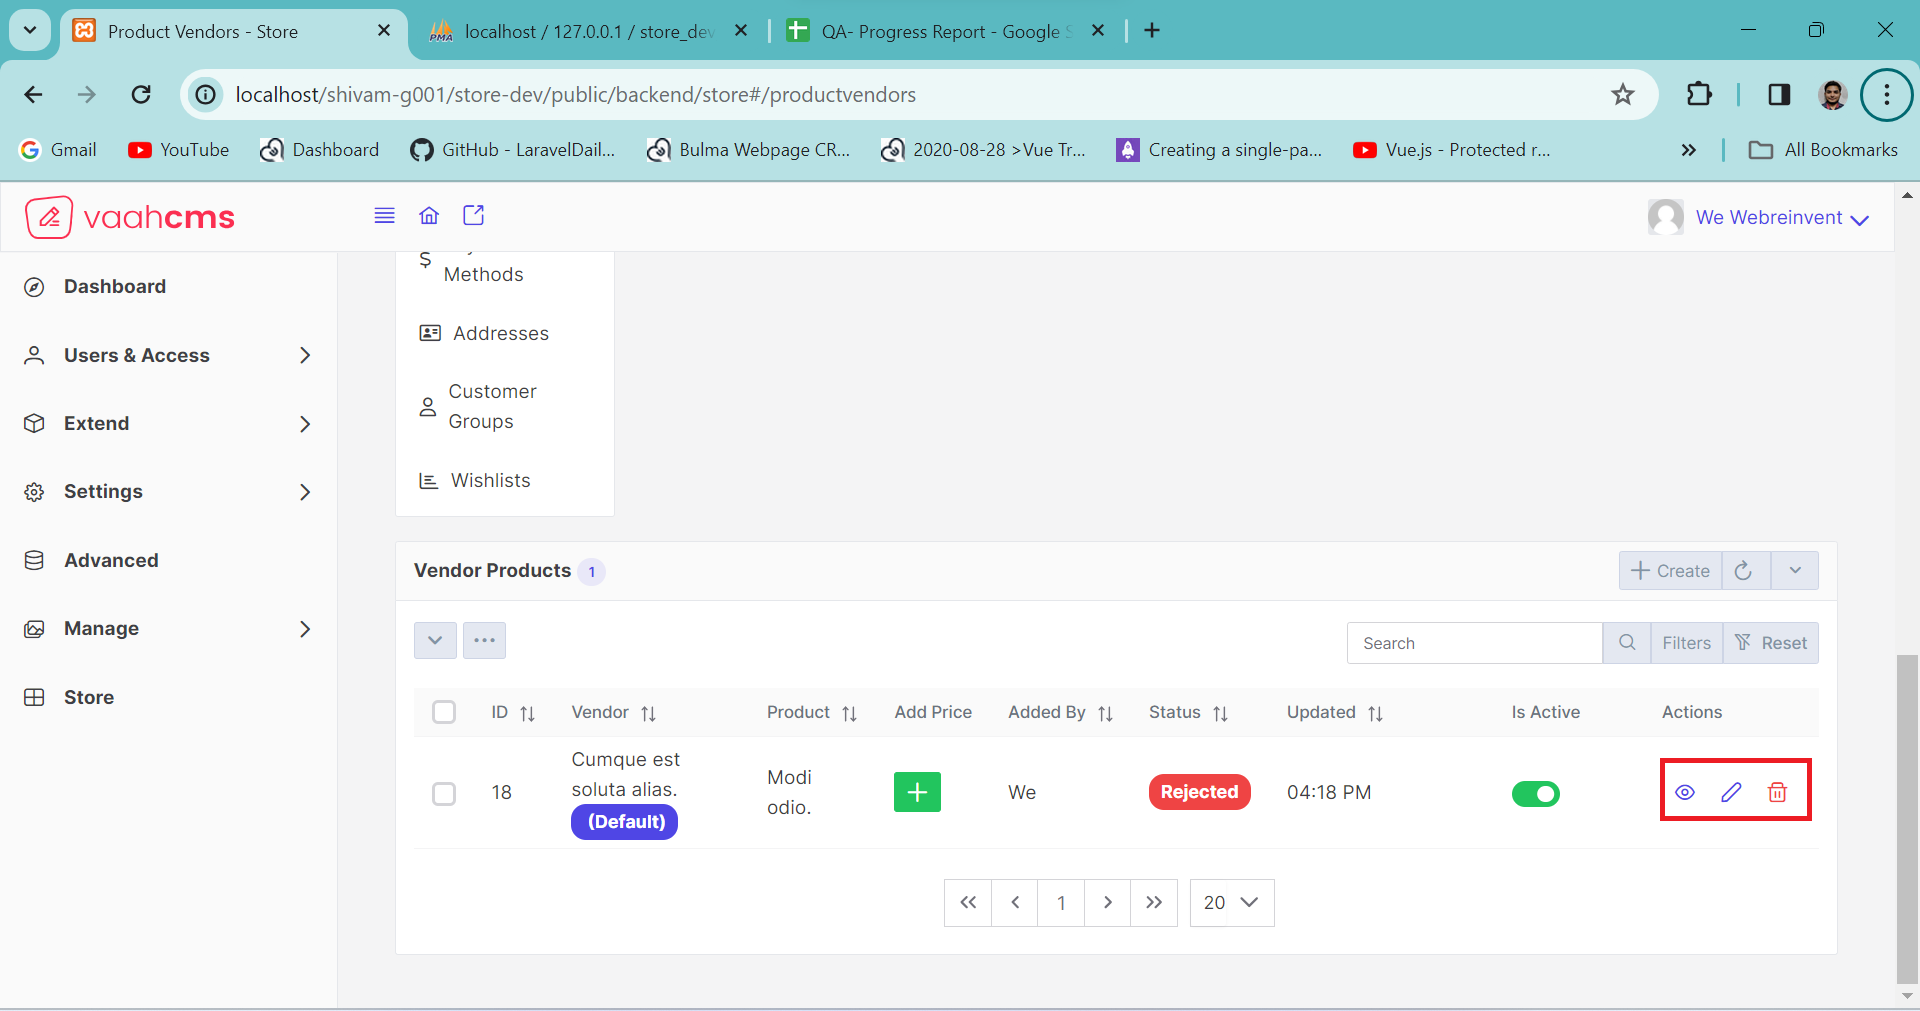 Product Vendors - Store
localhost / 127.0.0.1 / store_dev
QA- Progress Report - Google S
localhost/shivam-g001/store-dev/public/backend/store#/productvendors
Gmail
YouTube
Dashboard
GitHub - LaravelDail...
Bulma Webpage CR...
2020-08-28 >Vue Tr...
Creating a single-pa...
Vue.js - Protected r...
All Bookmarks
vaahcms
We Webreinvent
Dashboard
Users & Access
Extend
Settings
Advanced
Manage
Store
Methods
Addresses
Customer
Groups
Wishlists
Vendor Products 1
Create
Search
Filters
Reset
ID
Vendor
Product
Add Price
Added By
Status
Updated
Is Active
Actions
18
Cumque est
soluta alias.
(Default)
Modi
odio.
We
Rejected
04:18 PM
1
20